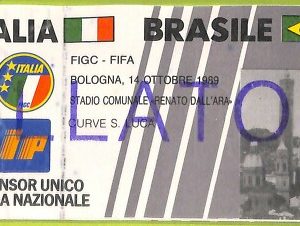 ALIA BRASILE
FIGC - FIFA
BOLOGNA, 14 OTTOBRE 1989
STADIO COMUNALE «RENATO DALL'ARA»
CURVE S. LUCA
ITALIA
FIGC
LLATO
IP
NSOR UNICO
A NAZIONALE